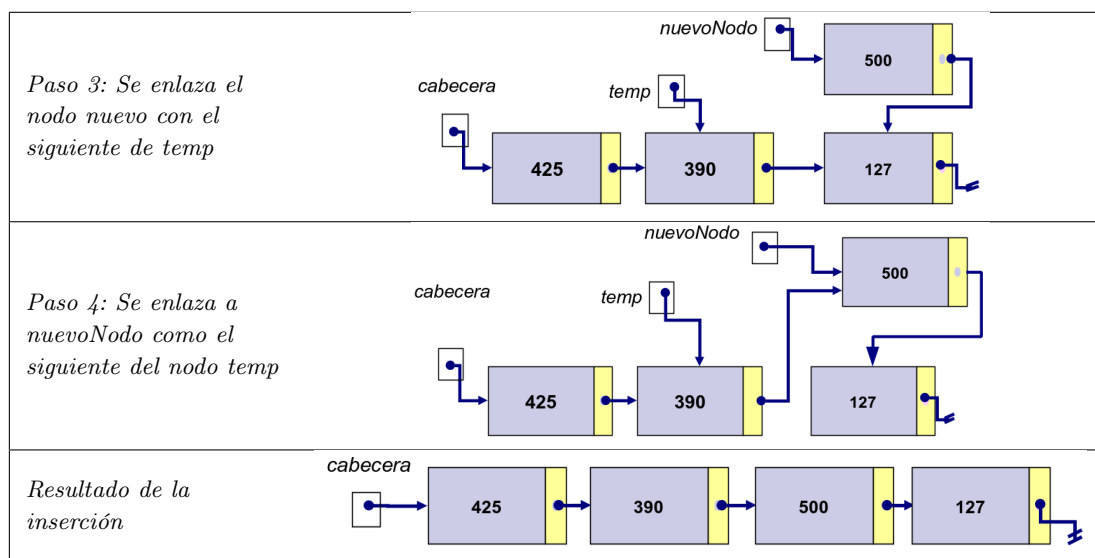 Paso 3: Se enlaza el
nodo nuevo con el
siguiente de temp
nuevoNodo
500
cabecera
temp
425
390
127
Paso 4: Se enlaza a
nuevoNodo como el
siguiente del nodo temp
nuevoNodo
500
cabecera
temp
425
390
127
Resultado de la
inserción
cabecera
425
390
500
127